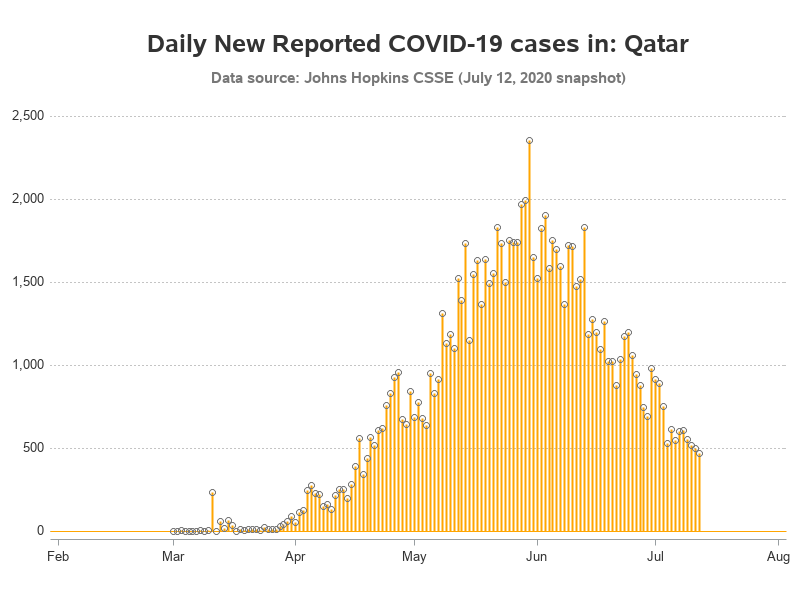 Daily New Reported COVID-19 cases in: Qatar
Data source: Johns Hopkins CSSE (July 12, 2020 snapshot)
2,500
2,000
1,500
1,000
500
0
Feb Mar Apr May Jun Jul Aug